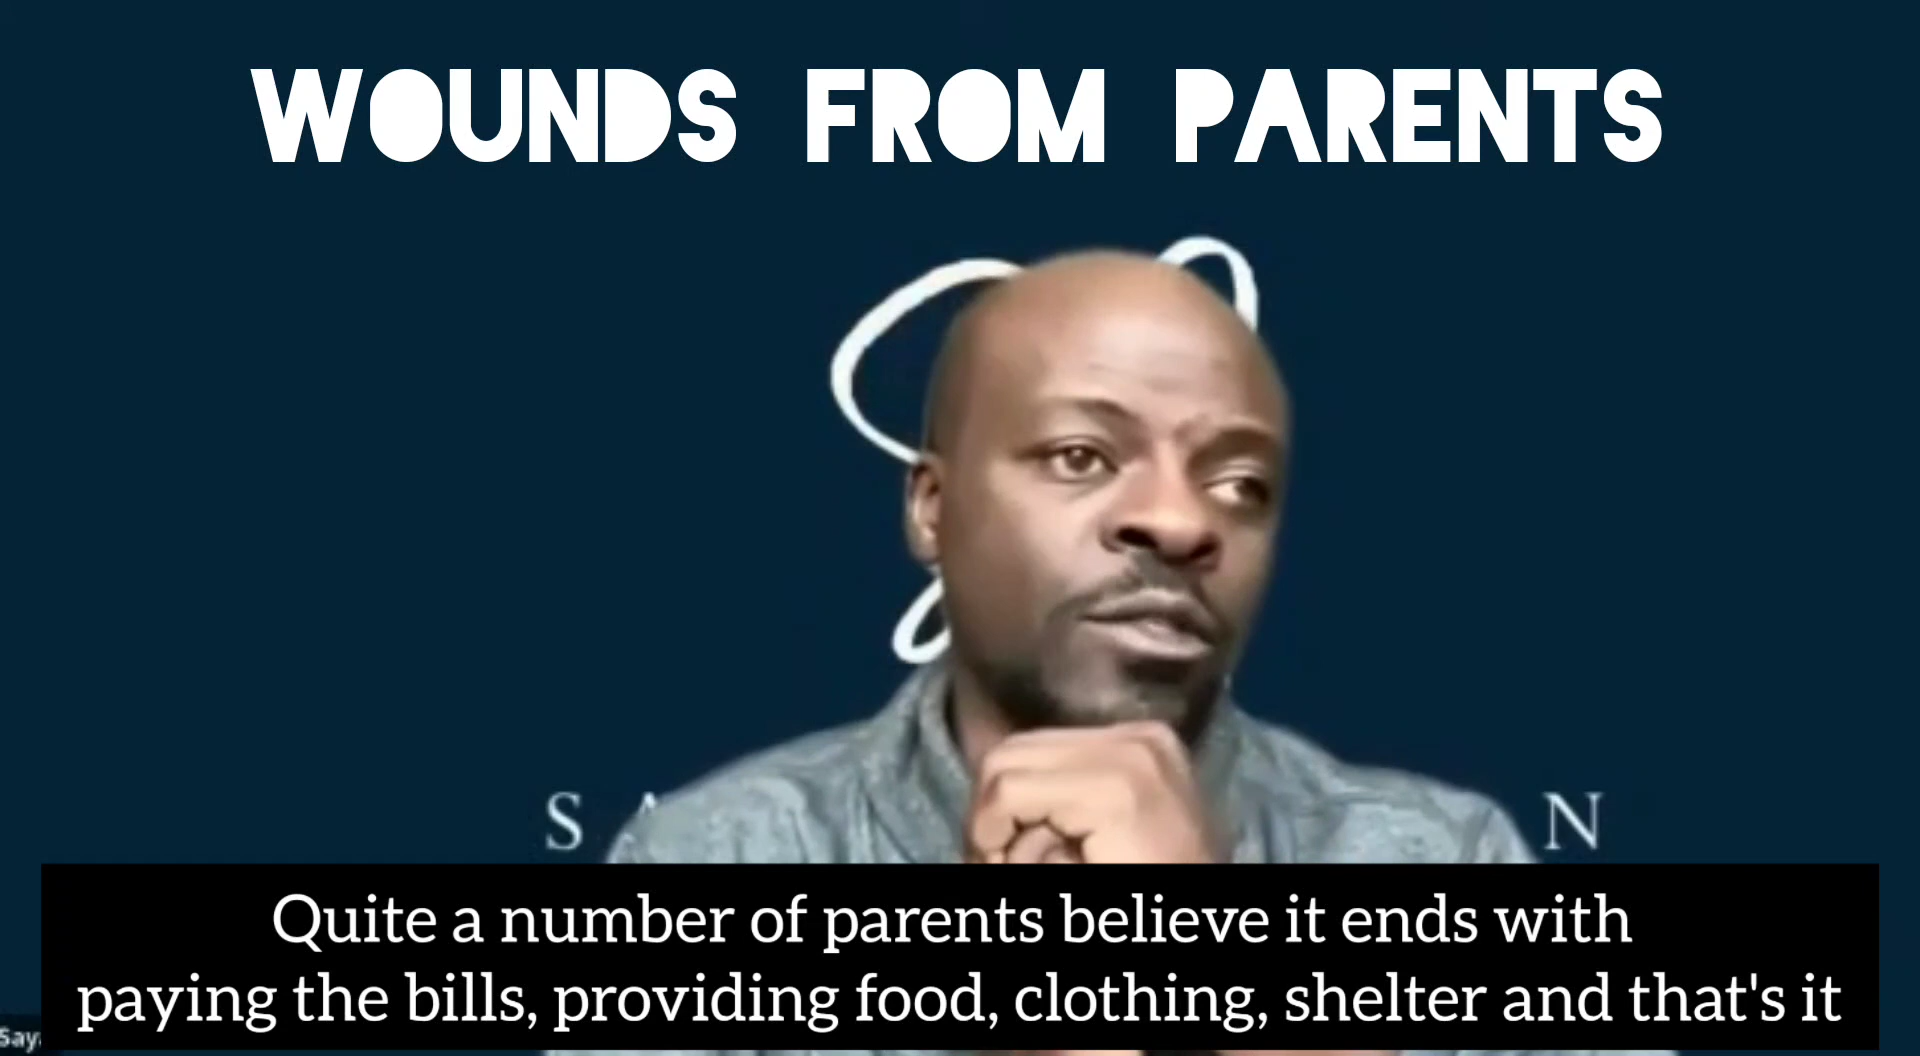 WOUNDS FROM PARENTS
S
N
Quite a number of parents believe it ends with
paying the bills, providing food, clothing, shelter and that's it
Say